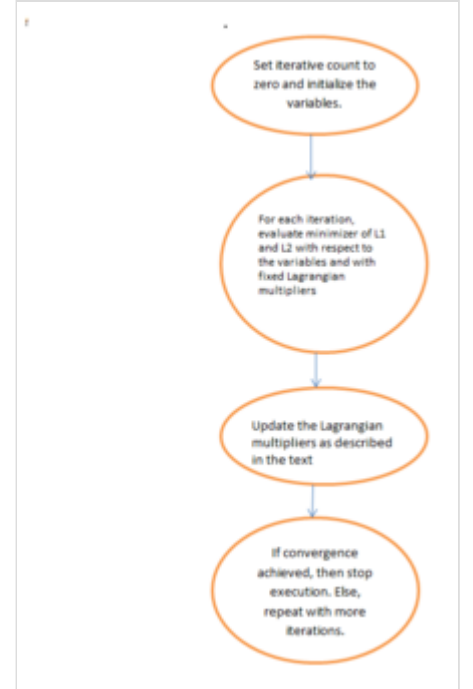 Set iterative count to
zero and initialize the
variables.
For each iteration,
evaluate minimizer of L1
and L2 with respect to
the variables and with
fixed Lagrangian
multipliers
Update the Lagrangian
multipliers as described
in the text
If convergence
achieved, then stop
execution. Else,
repeat with more
iterations.